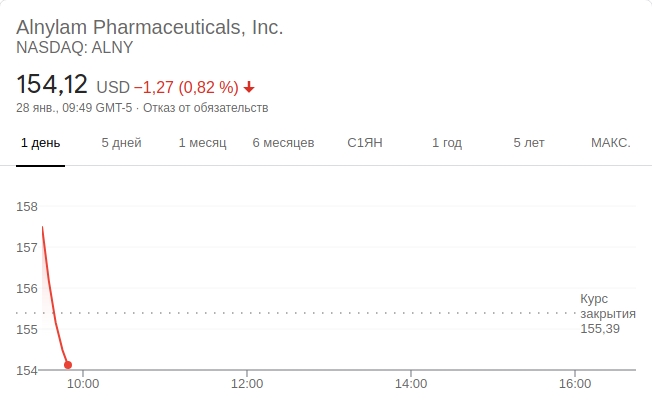 Alnylam Pharmaceuticals, Inc.
NASDAQ: ALNY
154,12 USD −1,27 (0,82 %)
28 янв., 09:49 GMT-5 · Отказ от обязательств
1 день 5 дней 1 месяц 6 месяцев С1ЯН 1 год 5 лет МАКС.
158
157
156
155
154
Курс
закрытия
155,39
10:00 12:00 14:00 16:00